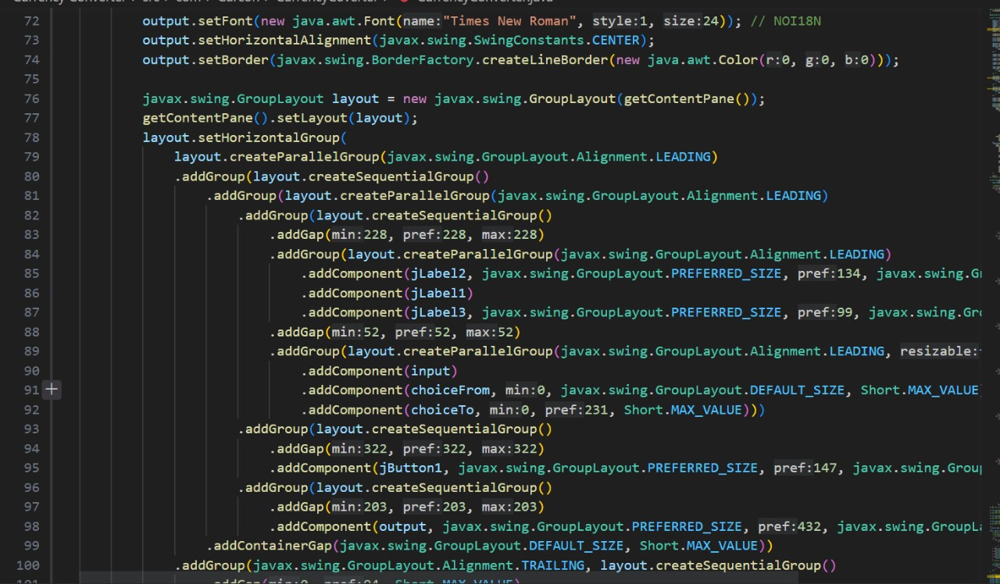 72 output.setFont(new java.awt.Font(name:"Times New Roman", style:1, size:24)); // NOI18N
73 output.setHorizontalAlignment(javax.swing.SwingConstants.CENTER);
74 output.setBorder(javax.swing.BorderFactory.createLineBorder(new java.awt.Color(r:0, g:0, b:0)));
75
76 javax.swing.GroupLayout layout = new javax.swing.GroupLayout(getContentPane());
77 getContentPane().setLayout(layout);
78 layout.setHorizontalGroup(
79 layout.createParallelGroup(javax.swing.GroupLayout.Alignment.LEADING)
80 .addGroup(layout.createSequentialGroup()
81 .addGroup(layout.createParallelGroup(javax.swing.GroupLayout.Alignment.LEADING)
82 .addGroup(layout.createSequentialGroup()
83 .addGap(min:228, pref:228, max:228)
84 .addGroup(layout.createParallelGroup(javax.swing.GroupLayout.Alignment.LEADING)
85 .addComponent(jLabel2, javax.swing.GroupLayout.PREFERRED_SIZE, pref:134, javax.swing.Gr
86 .addComponent(jLabel1)
87 .addComponent(jLabel3, javax.swing.GroupLayout.PREFERRED_SIZE, pref:99, javax.swing.Gro
88 .addGap(min:52, pref:52, max:52)
89 .addGroup(layout.createParallelGroup(javax.swing.GroupLayout.Alignment.LEADING, resizable:
90 .addComponent(input)
91 .addComponent(choiceFrom, min:0, javax.swing.GroupLayout.DEFAULT_SIZE, Short.MAX_VALUE
92 .addComponent(choiceTo, min:0, pref:231, Short.MAX_VALUE)))
93 .addGroup(layout.createSequentialGroup()
94 .addGap(min:322, pref:322, max:322)
95 .addComponent(jButton1, javax.swing.GroupLayout.PREFERRED_SIZE, pref:147, javax.swing.Group
96 .addGroup(layout.createSequentialGroup()
97 .addGap(min:203, pref:203, max:203)
98 .addComponent(output, javax.swing.GroupLayout.PREFERRED_SIZE, pref:432, javax.swing.GroupLa
99 .addContainerGap(javax.swing.GroupLayout.DEFAULT_SIZE, Short.MAX_VALUE))
100 .addGroup(javax.swing.GroupLayout.Alignment.TRAILING, layout.createSequentialGroup()